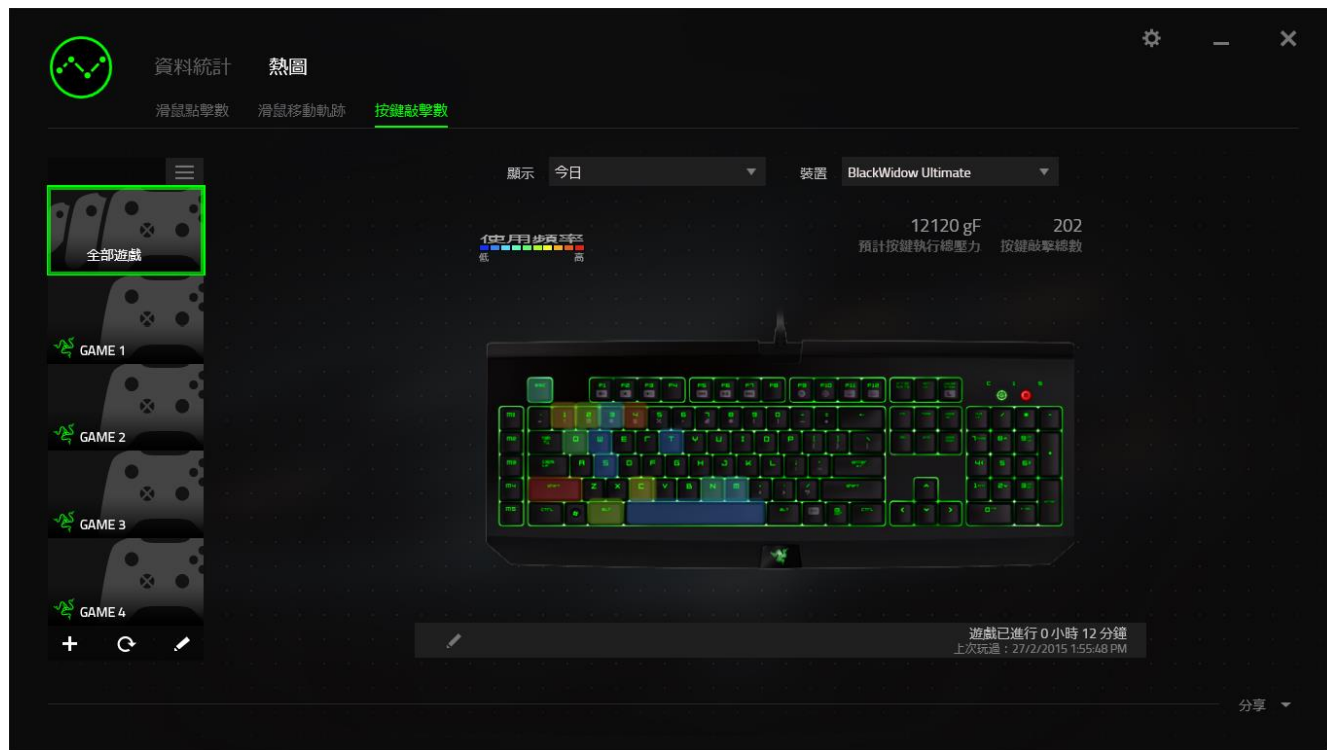 資料統計 熱圖
滑鼠點擊數 滑鼠移動軌跡 按鍵敲擊數
顯示 今日 裝置 BlackWidow Ultimate
使用頻率
低 高
12120 gF 202
預計按鍵執行總壓力 按鍵敲擊總數
全部遊戲
GAME 1
GAME 2
GAME 3
GAME 4
遊戲已進行 0 小時 12 分鐘
上次玩過：27/2/2015 1:55:48 PM
分享